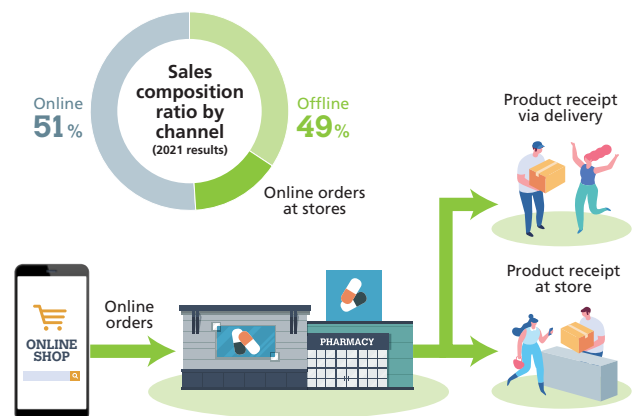 Sales
composition
ratio by
channel
(2021 results)
Online
51%
Offline
49%
Online orders
at stores
Product receipt
via delivery
Product receipt
at store
Online
orders
ONLINE
SHOP
PHARMACY